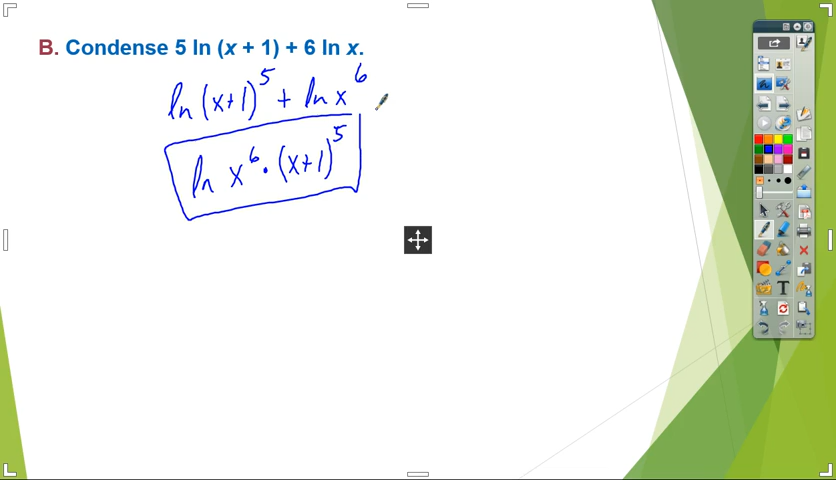 B. Condense 5 ln (x + 1) + 6 ln x.
ln (x+1)^5 + ln x^6
ln x^6 · (x+1)^5
T